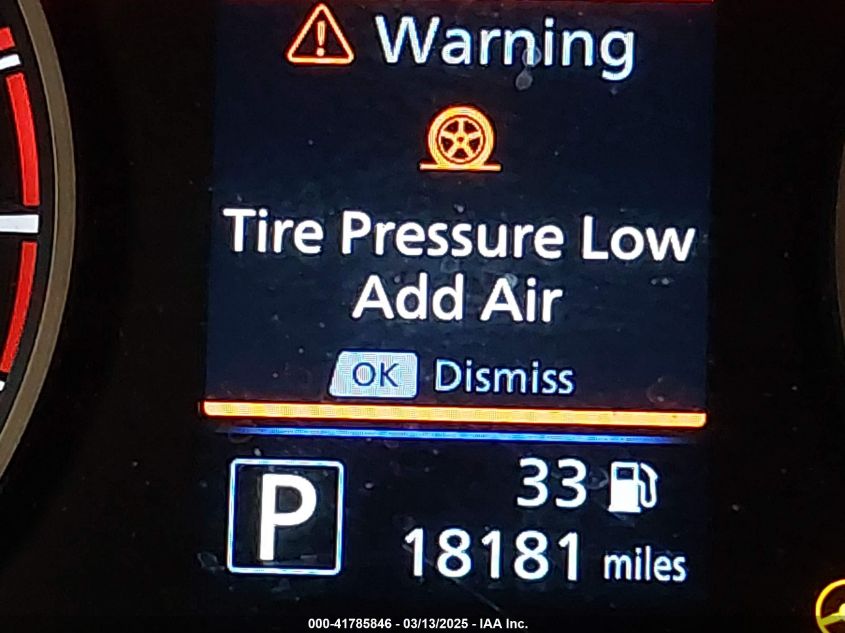 Warning
Tire Pressure Low
Add Air
OK Dismiss
P
33
18181 miles
000-41785846 - 03/13/2025 - IAA Inc.